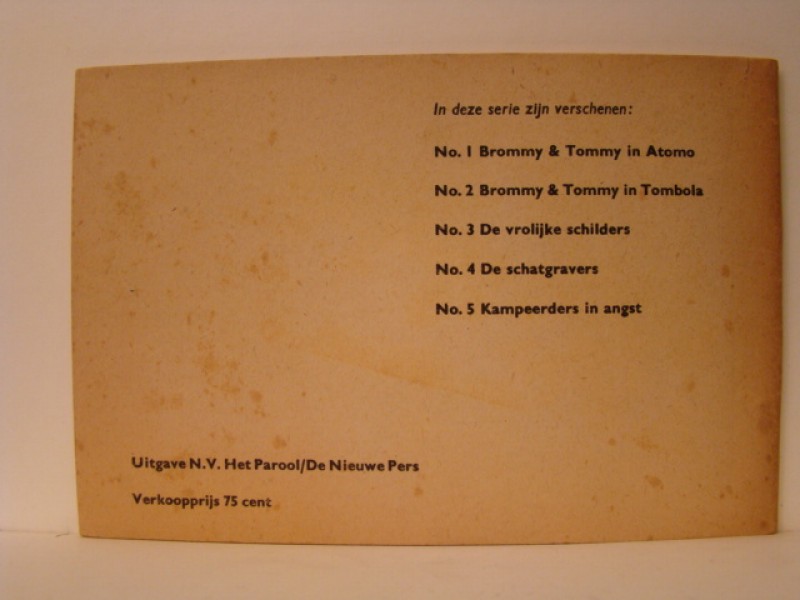 In deze serie zijn verschenen:
No. 1 Brommy & Tommy in Atomo
No. 2 Brommy & Tommy in Tombola
No. 3 De vrolijke schilders
No. 4 De schatgravers
No. 5 Kampeerders in angst
Uitgave N.V. Het Parool/De Nieuwe Pers
Verkoopprijs 75 cent